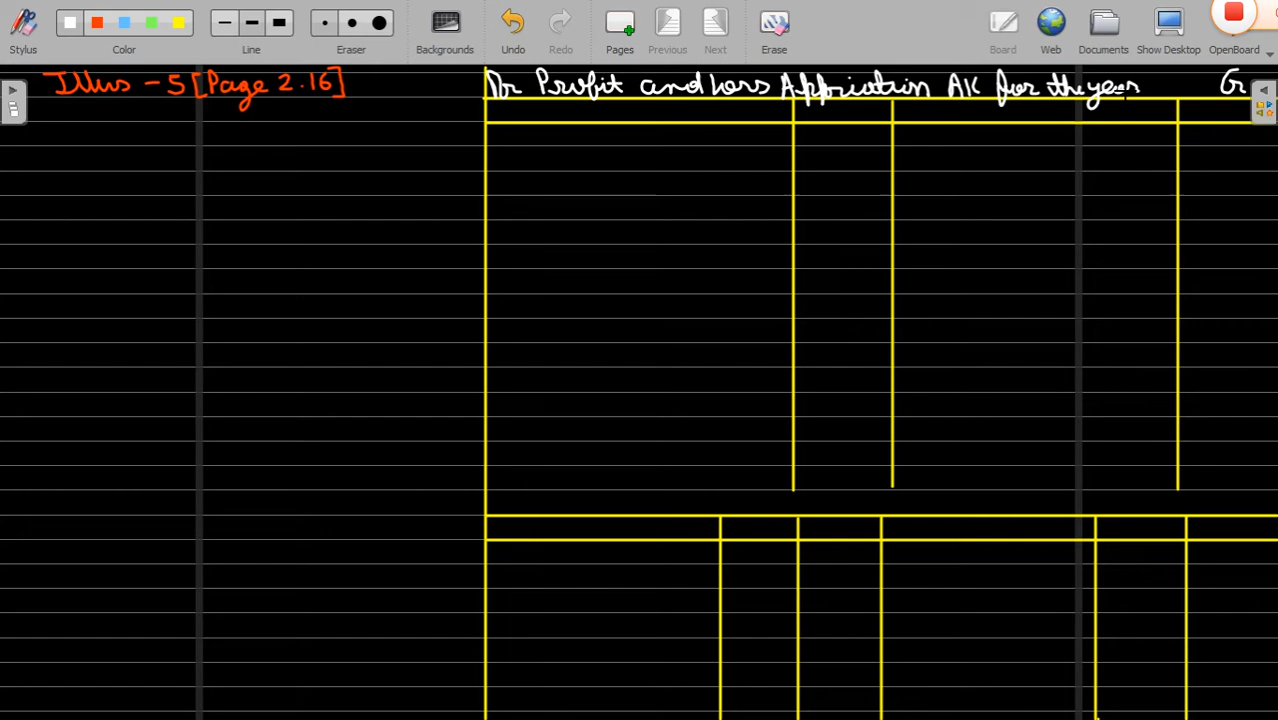 Stylus
Color
Line
Eraser
Backgrounds
Undo
Redo
Pages
Previous
Next
Erase
Board
Web
Documents
Show Desktop
OpenBoard
Illus - 5 [Page 2.16]
Dr Profit and Loss Appriation A/c for the year